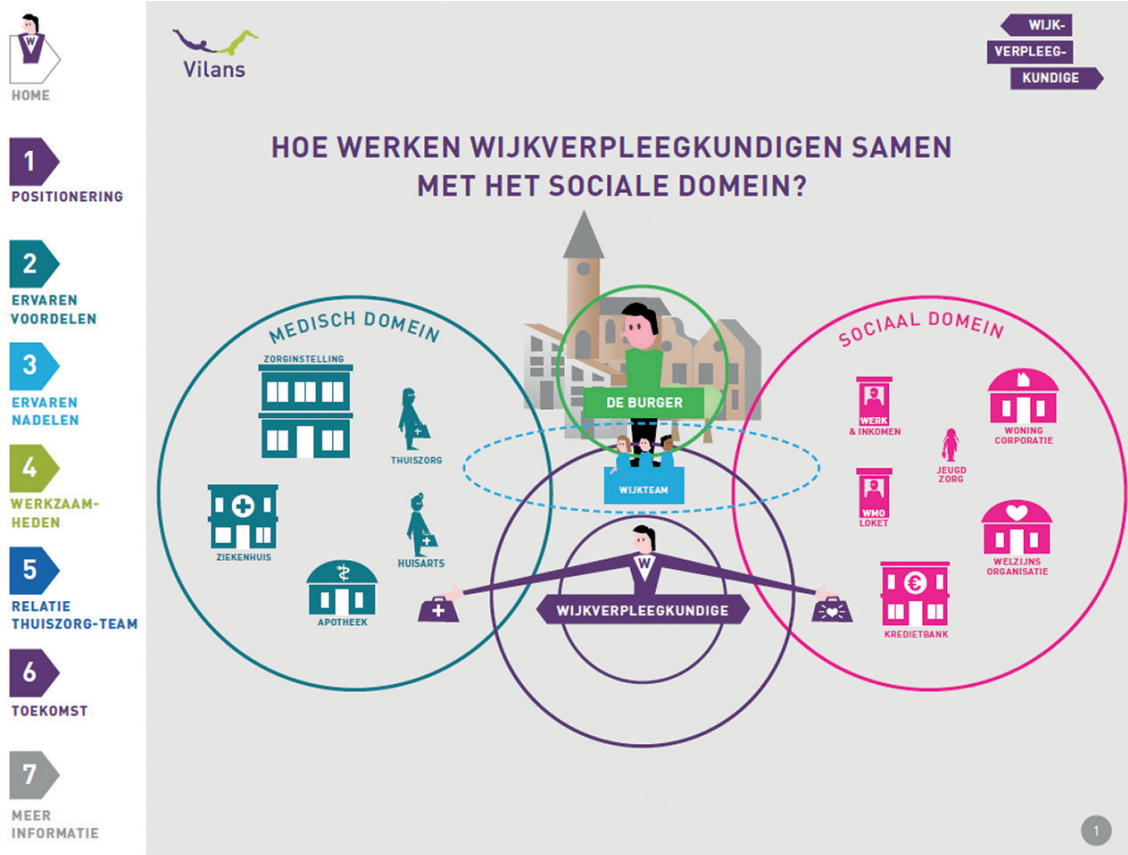 HOME
1
POSITIONERING
2
ERVAREN
VOORDELEN
3
ERVAREN
NADELEN
4
WERKZAAM-
HEDEN
5
RELATIE
THUISZORG-TEAM
6
TOEKOMST
7
MEER
INFORMATIE
Vilans
WIJK-
VERPLEEG-
KUNDIGE
HOE WERKEN WIJKVERPLEEGKUNDIGEN SAMEN
MET HET SOCIALE DOMEIN?
MEDISCH DOMEIN
ZORGINSTELLING
THUISZORG
ZIEKENHUIS
HUISARTS
APOTHEEK
DE BURGER
WIJKTEAM
W
WIJKVERPLEEGKUNDIGE
SOCIAAL DOMEIN
WERK
& INKOMEN
WONING
CORPORATIE
JEUGD
ZORG
WMO
LOKET
WELZIJNS
ORGANISATIE
€
KREDIETBANK
W
1